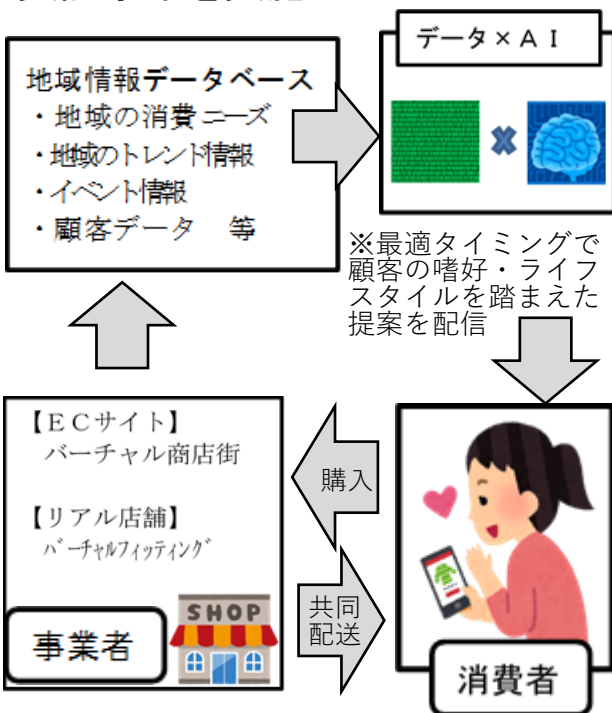 データ×ＡＩ
地域情報データベース
・地域の消費ニーズ
・地域のトレンド情報
・イベント情報
・顧客データ　等
※最適タイミングで
顧客の嗜好・ライフ
スタイルを踏まえた
提案を配信
【ＥＣサイト】
バーチャル商店街
【リアル店舗】
バーチャルフィッティング
購入
共同
配送
SHOP
事業者
消費者